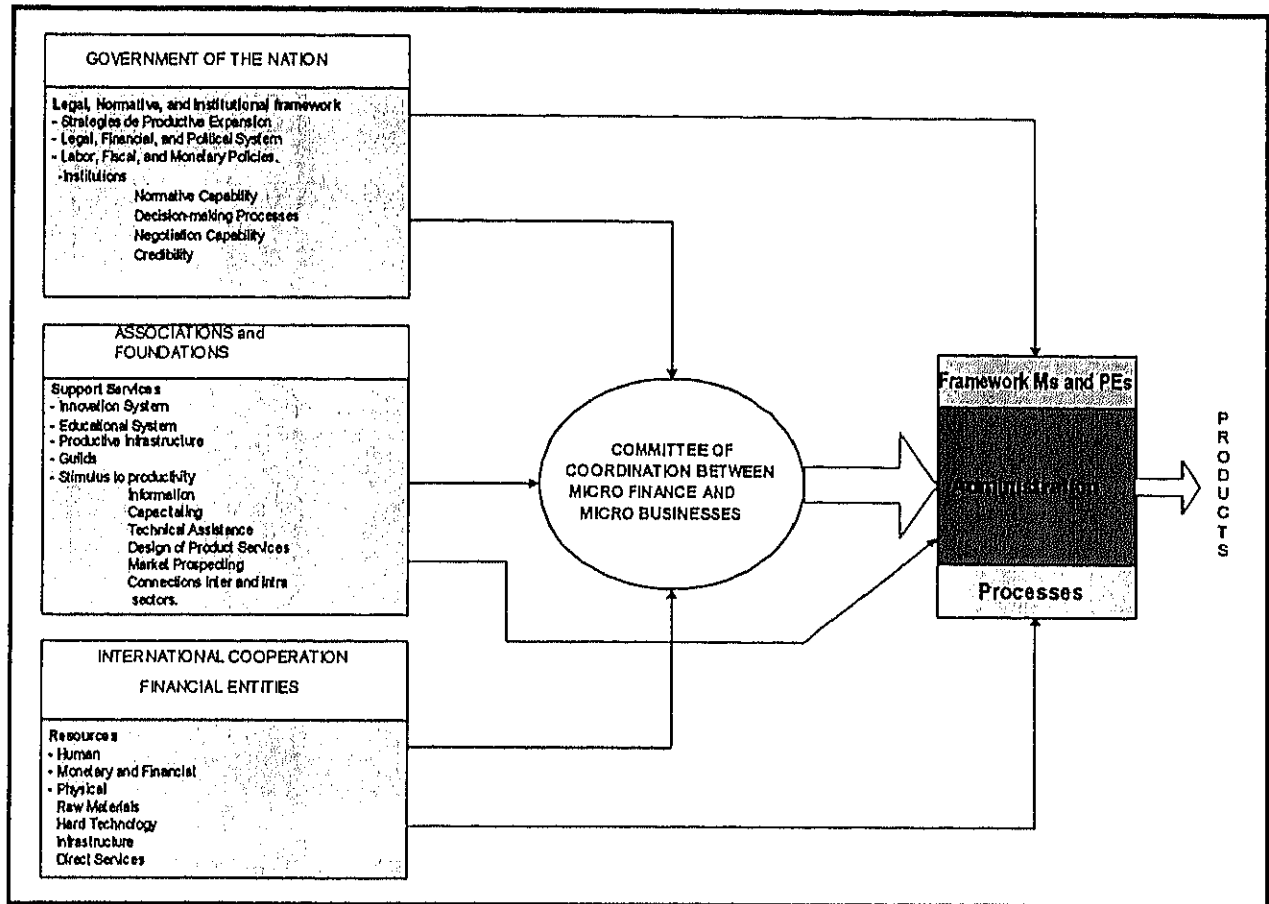 GOVERNMENT OF THE NATION
Legal, Normative, and Institutional framework
- Strategies de Productive Expansion
- Legal, Financial, and Political System
- Labor, Fiscal, and Monetary Policies.
-Institutions
Normative Capability
Decision-making Processes
Negotiation Capability
Credibility
ASSOCIATIONS and
FOUNDATIONS
Support Services
- Innovation System
- Educational System
- Productive Infrastructure
- Guilds
- Stimulus to productivity
Information
Capactating
Technical Assistance
Design of Product Services
Market Prospecting
Connections Inter and Intra
sectors.
INTERNATIONAL COOPERATION
FINANCIAL ENTITIES
Resources
- Human
- Monetary and Financial
- Physical
Raw Materials
Hard Technology
Infrastructure
Direct Services
COMMITTEE OF
COORDINATION BETWEEN
MICRO FINANCE AND
MICRO BUSINESSES
Framework Ms and PEs
Administration
Processes
PRODUCTS